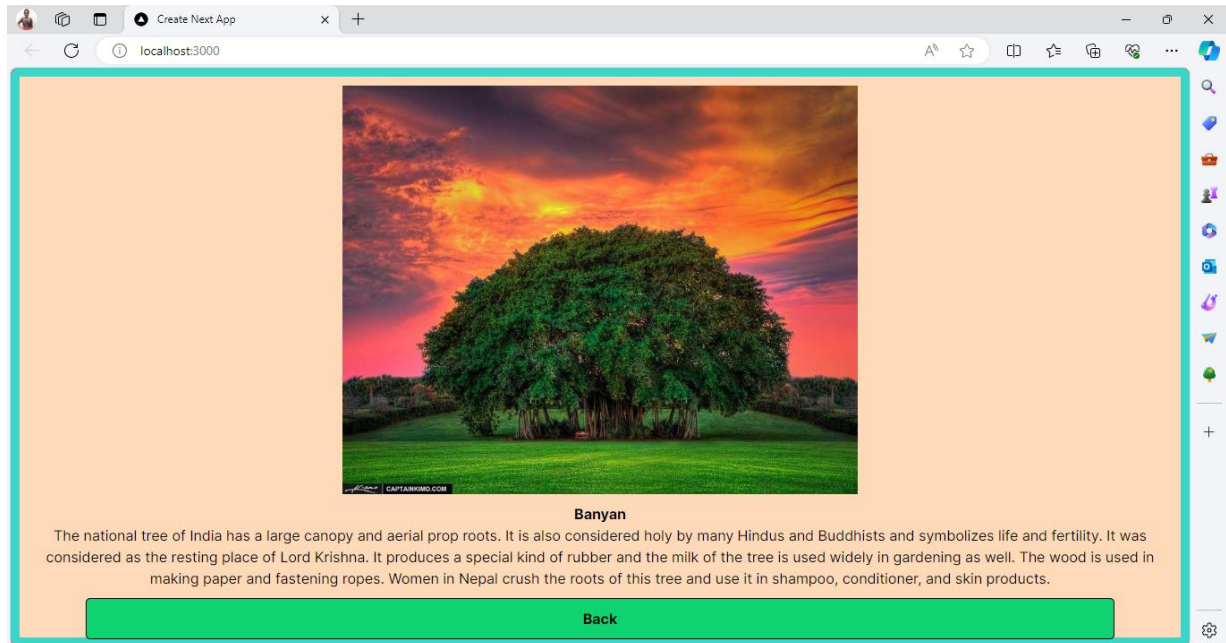 Create Next App
localhost:3000
CAPTAINKIMO.COM
Banyan
The national tree of India has a large canopy and aerial prop roots. It is also considered holy by many Hindus and Buddhists and symbolizes life and fertility. It was
considered as the resting place of Lord Krishna. It produces a special kind of rubber and the milk of the tree is used widely in gardening as well. The wood is used in
making paper and fastening ropes. Women in Nepal crush the roots of this tree and use it in shampoo, conditioner, and skin products.
Back